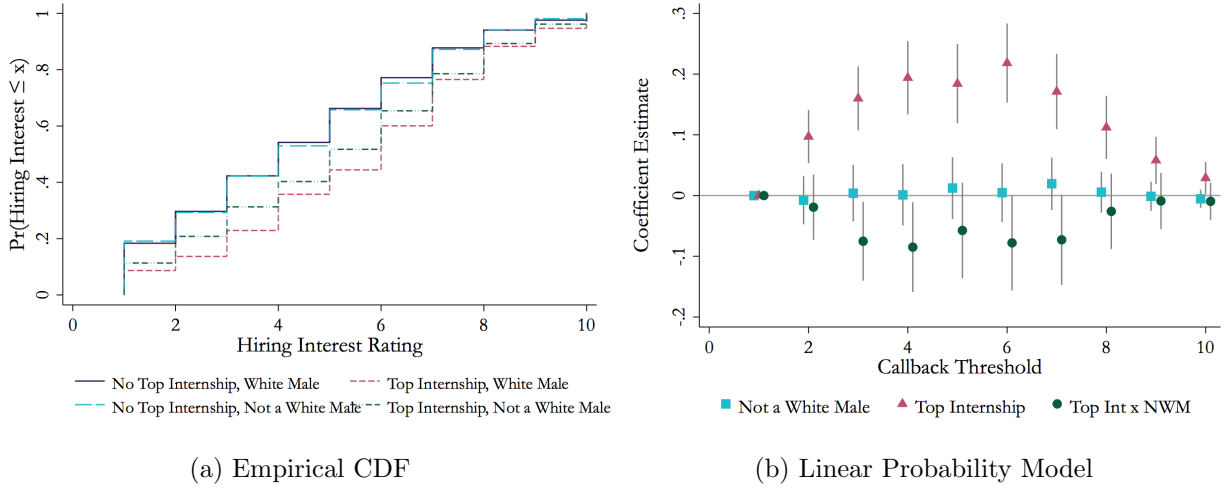 Pr(Hiring Interest ≤ x)
1
.8
.6
.4
.2
0
0 2 4 6 8 10
Hiring Interest Rating
No Top Internship, White Male Top Internship, White Male
No Top Internship, Not a White Male Top Internship, Not a White Male
(a) Empirical CDF
Coefficient Estimate
.3
.2
.1
0
-.1
-.2
0 2 4 6 8 10
Callback Threshold
Not a White Male Top Internship Top Int x NWM
(b) Linear Probability Model